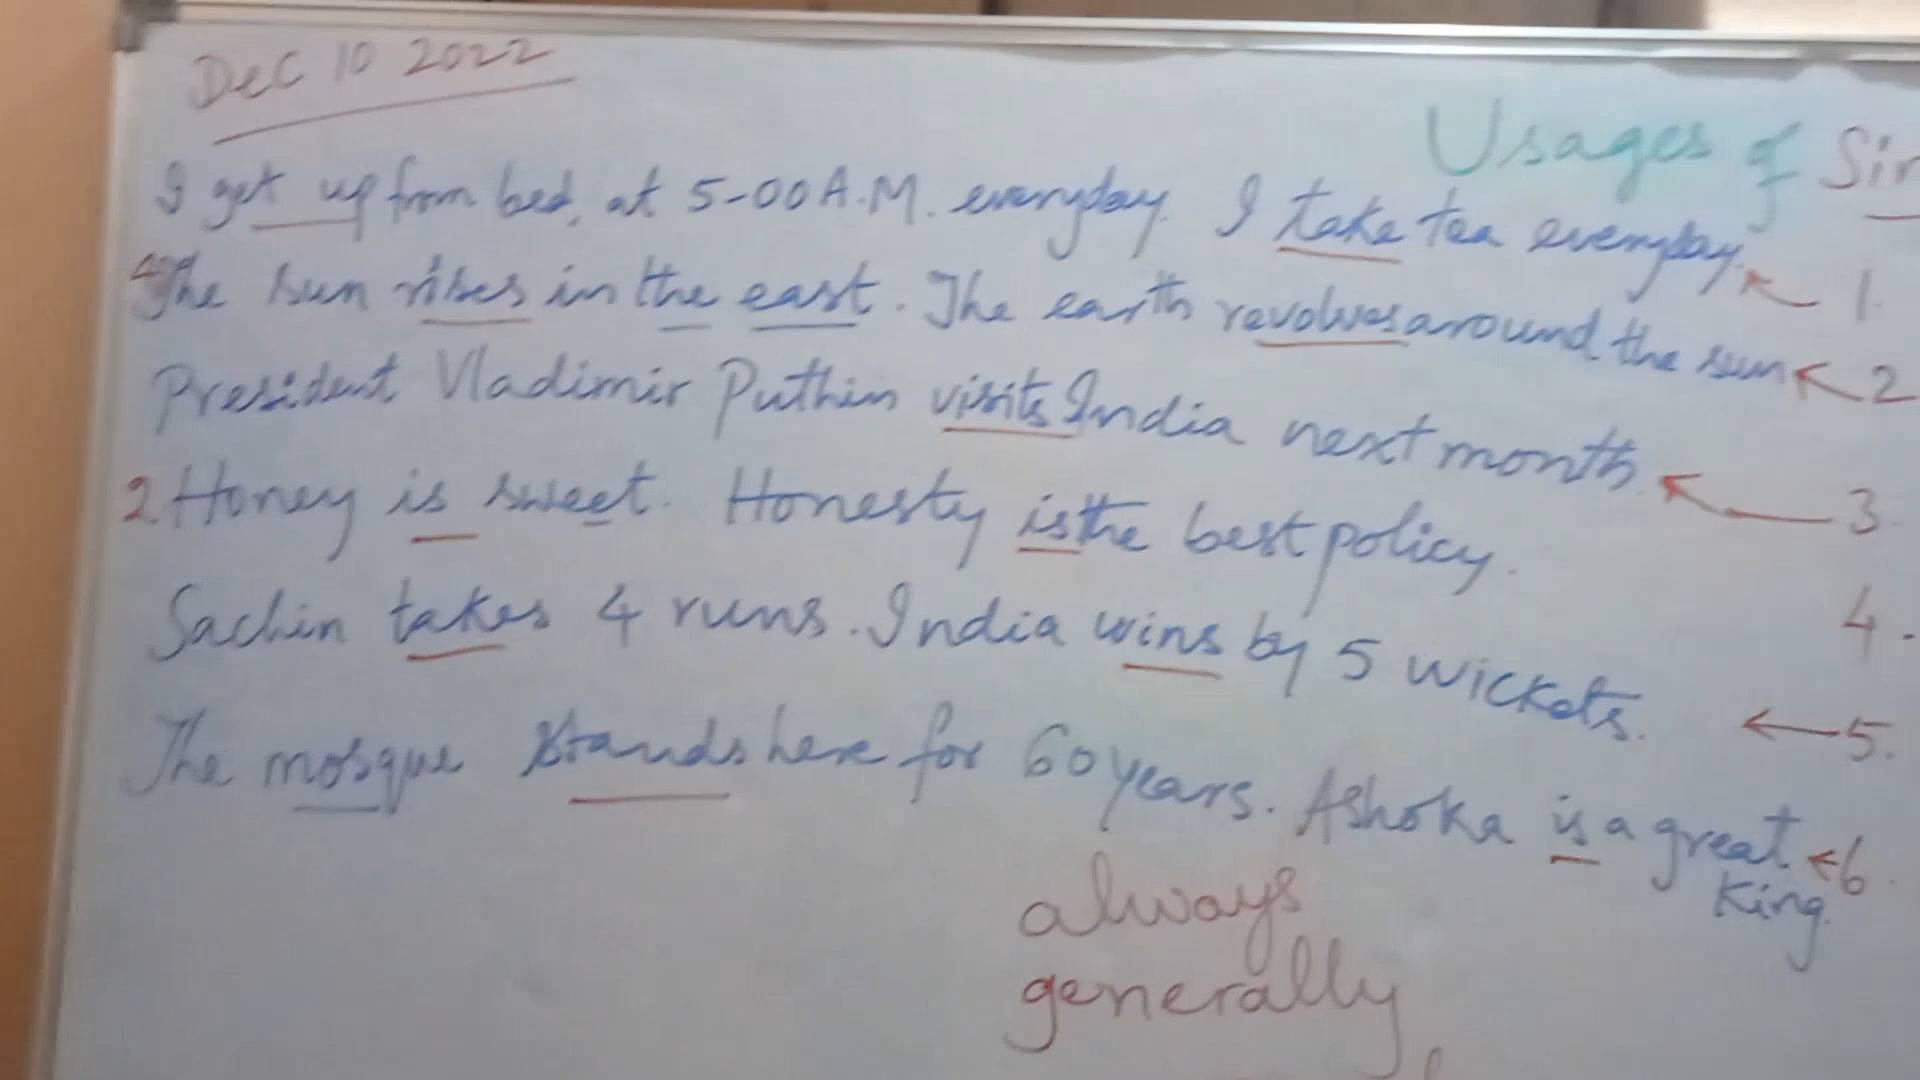 Dec 10 2022
Usages of Sim
I get up from bed, at 5-00 A.M. everyday. I take tea everyday. 1.
The sun rises in the east. The earth revolves around the sun 2
President Vladimir Puthin visits India next month. 3.
2. Honey is sweet. Honesty is the best policy.
4.
Sachin takes 4 runs. India wins by 5 wickets. 5.
The mosque stands here for 60 years. Ashoka is a great 6.
King.
always
generally,